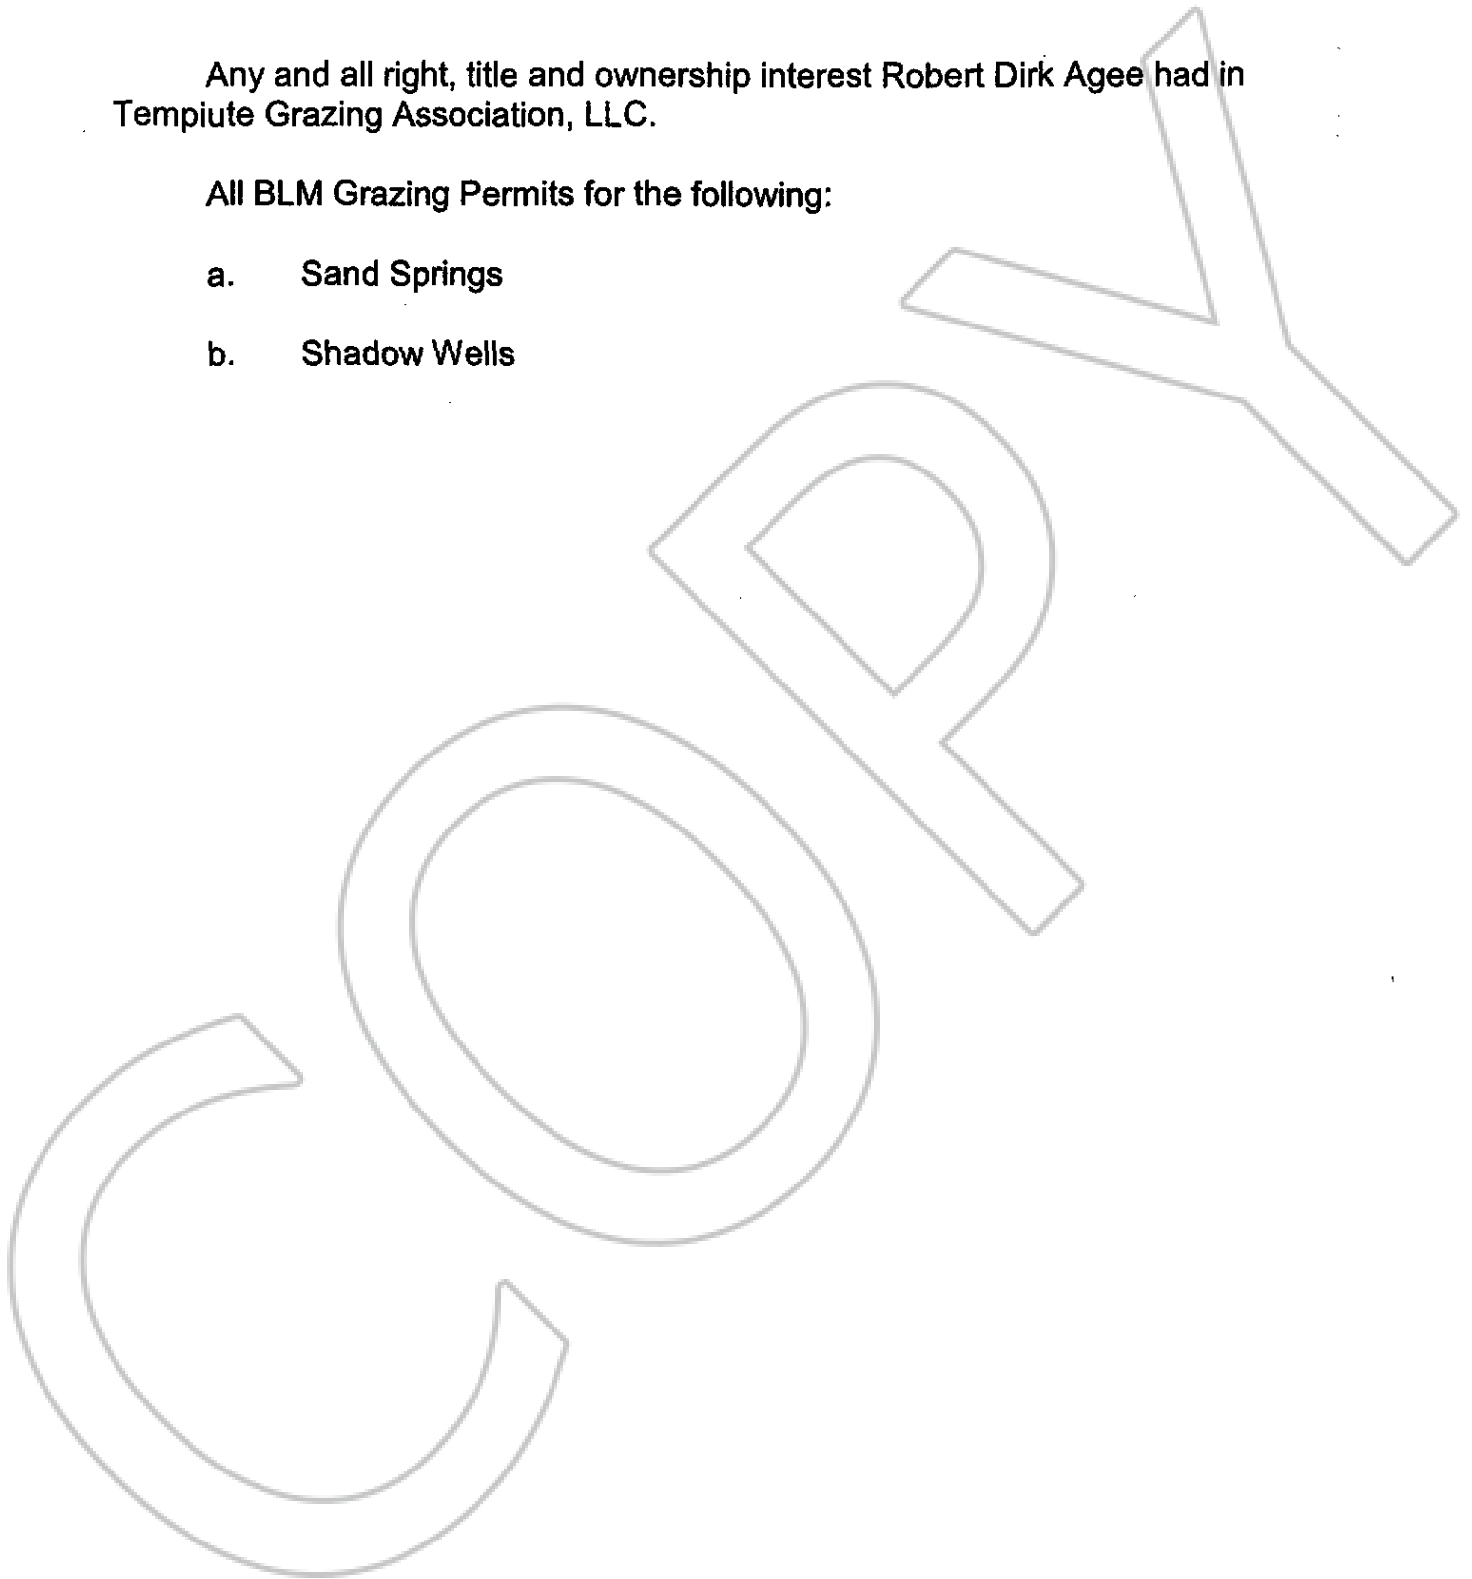 Any and all right, title and ownership interest Robert Dirk Agee had in
Tempiute Grazing Association, LLC.
All BLM Grazing Permits for the following:
a. Sand Springs
b. Shadow Wells
COPY